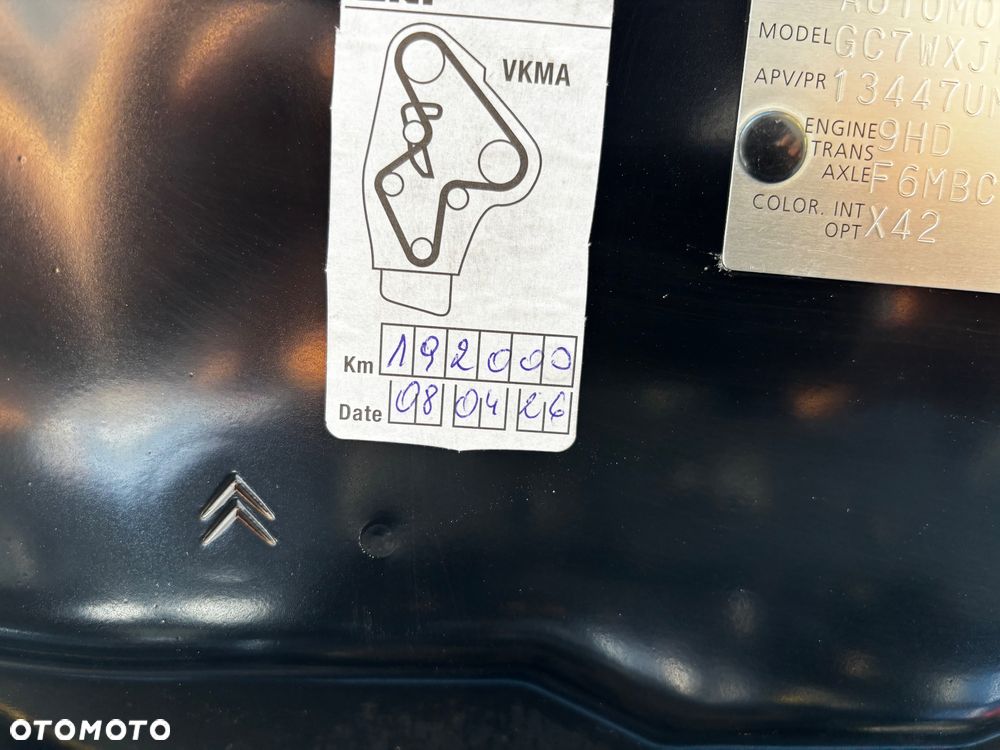 VKMA
Km 192000
Date 08 04 26
MODEL GC7WXJ
APV/PR 13447U
ENGINE 9HD
TRANS
AXLE F6MBC
COLOR. INT X42
OPT
OTOMOTO